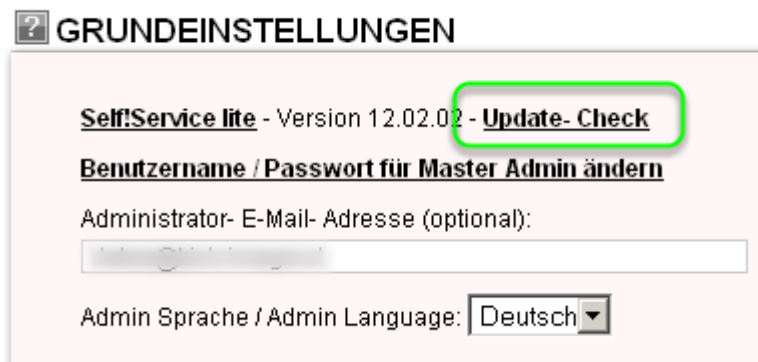 ? GRUNDEINSTELLUNGEN
Self!Service lite - Version 12.02.02 - Update- Check
Benutzername / Passwort für Master Admin ändern
Administrator- E-Mail- Adresse (optional):
Admin Sprache / Admin Language: Deutsch